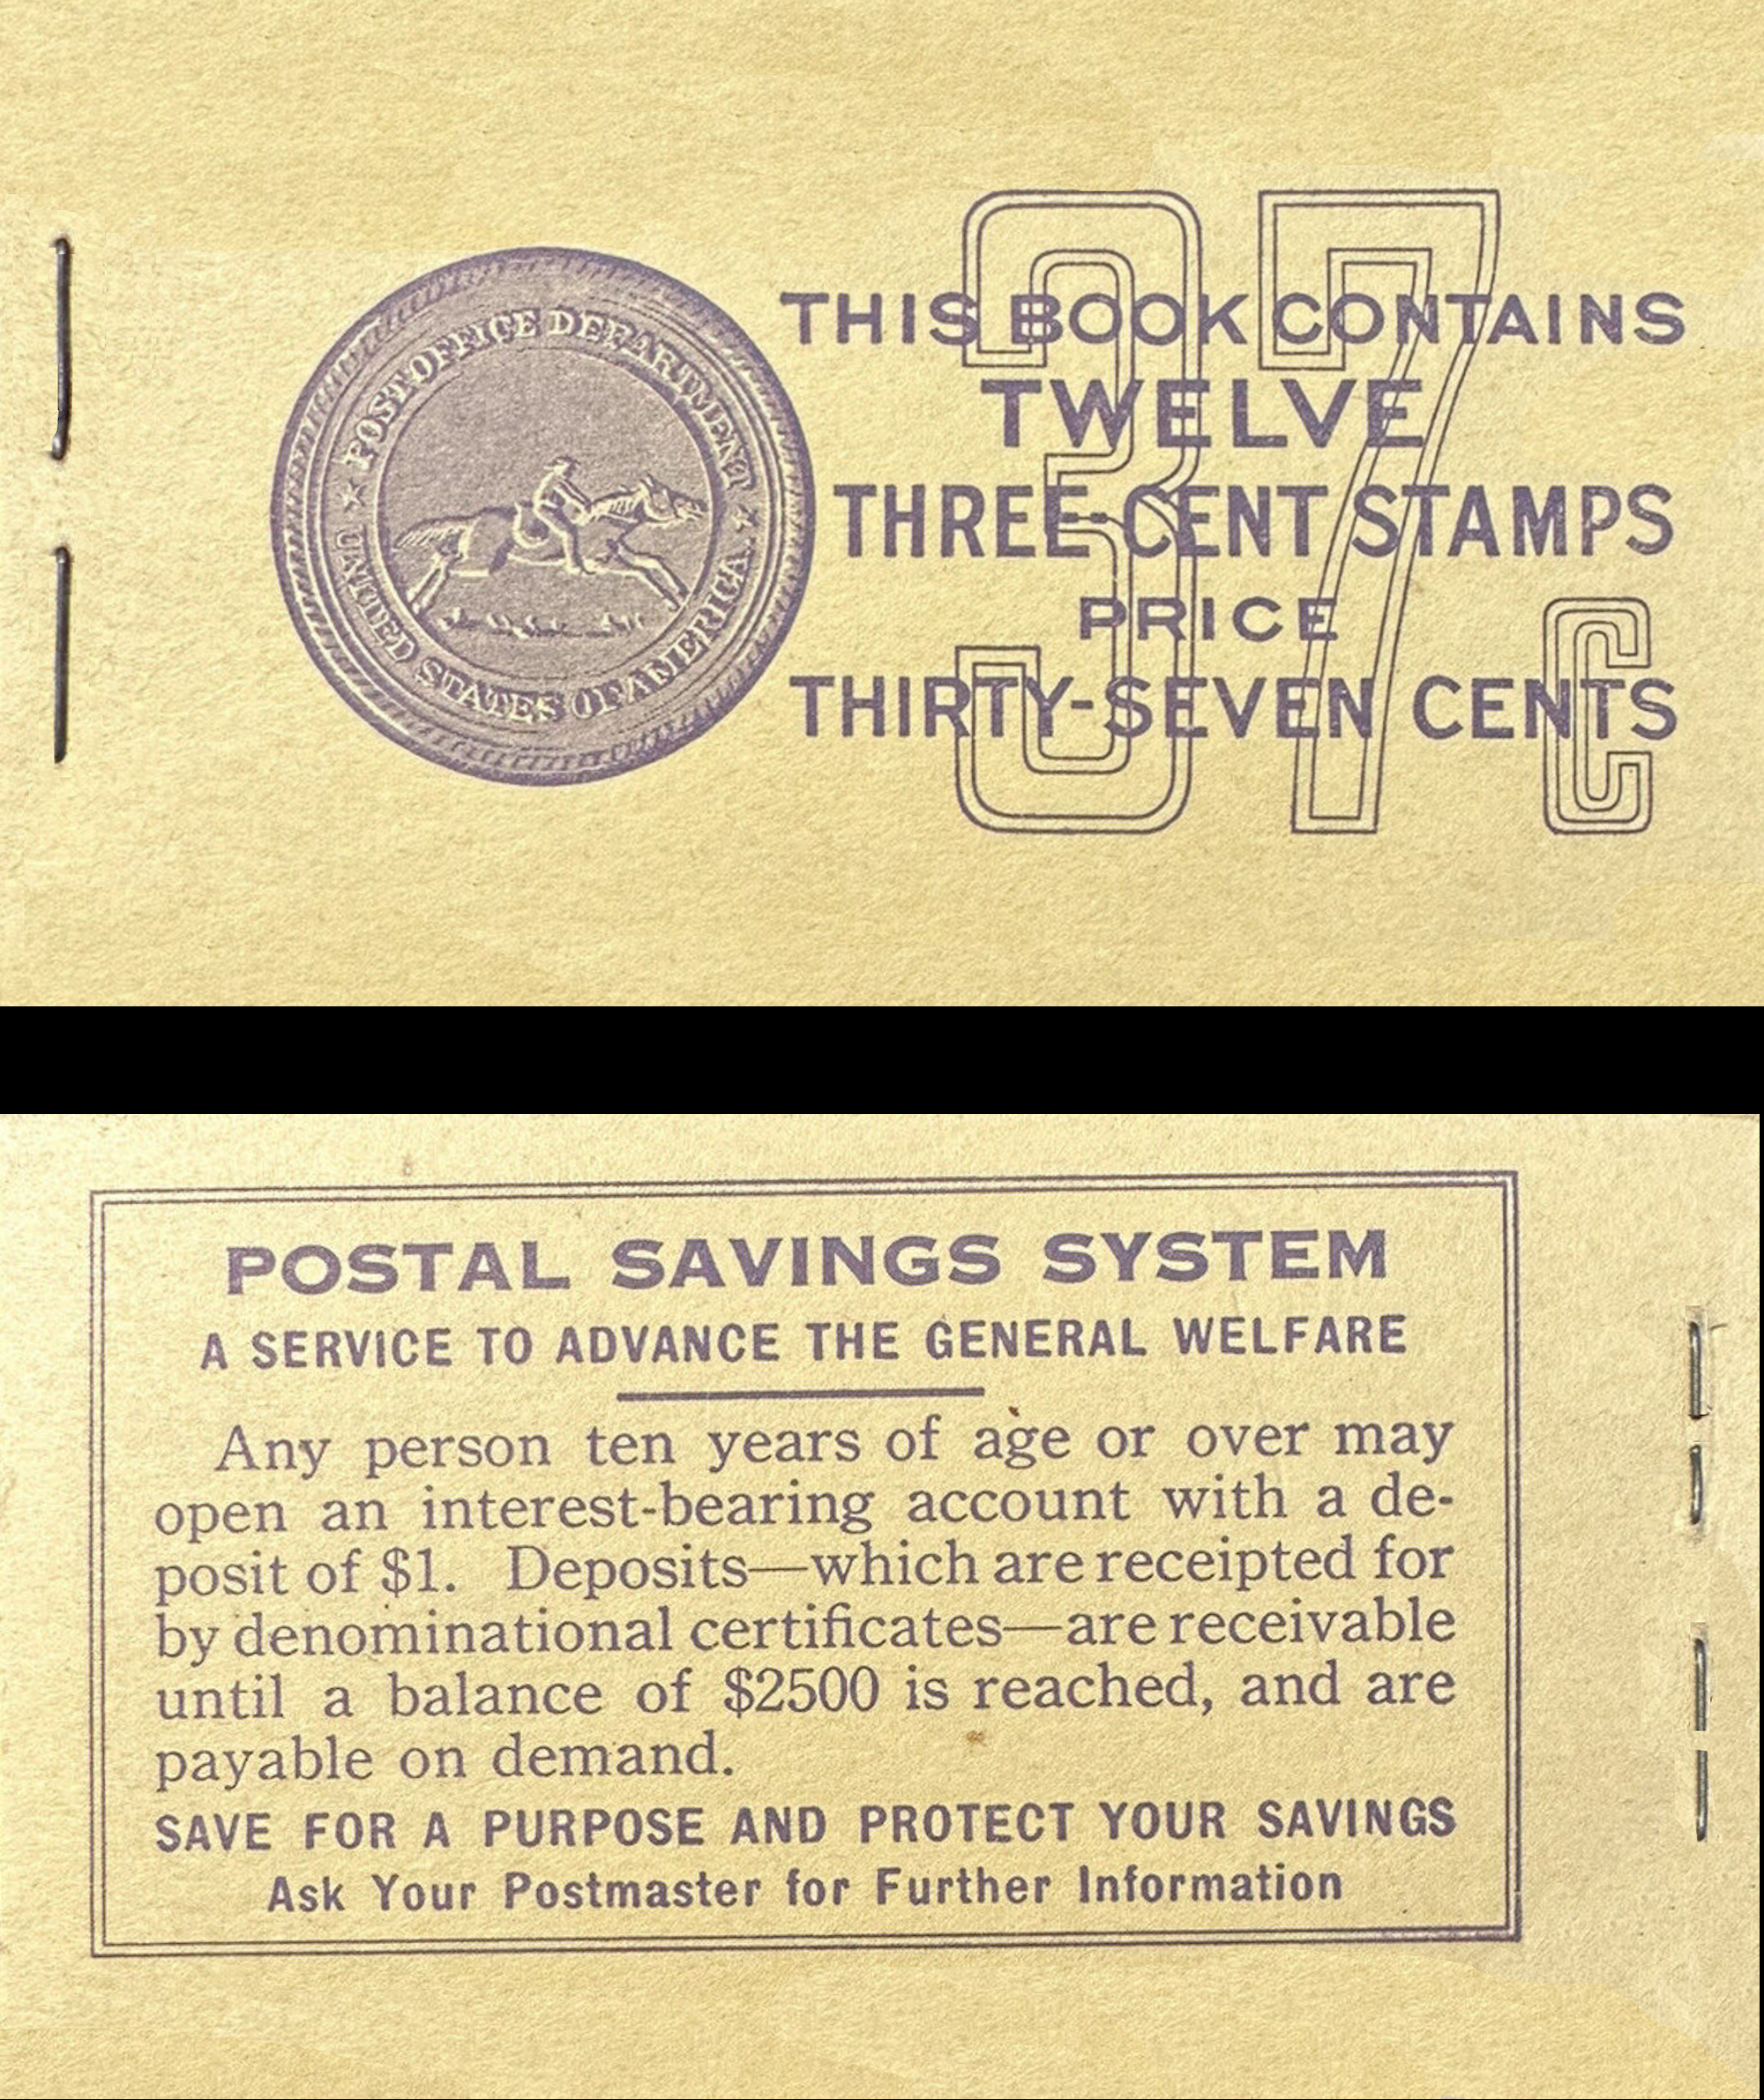 POST OFFICE DEPARTMENT
UNITED STATES OF AMERICA
37c
THIS BOOK CONTAINS
TWELVE
THREE-CENT STAMPS
PRICE
THIRTY-SEVEN CENTS
POSTAL SAVINGS SYSTEM
A SERVICE TO ADVANCE THE GENERAL WELFARE
Any person ten years of age or over may
open an interest-bearing account with a de-
posit of $1. Deposits—which are receipted for
by denominational certificates—are receivable
until a balance of $2500 is reached, and are
payable on demand.
SAVE FOR A PURPOSE AND PROTECT YOUR SAVINGS
Ask Your Postmaster for Further Information